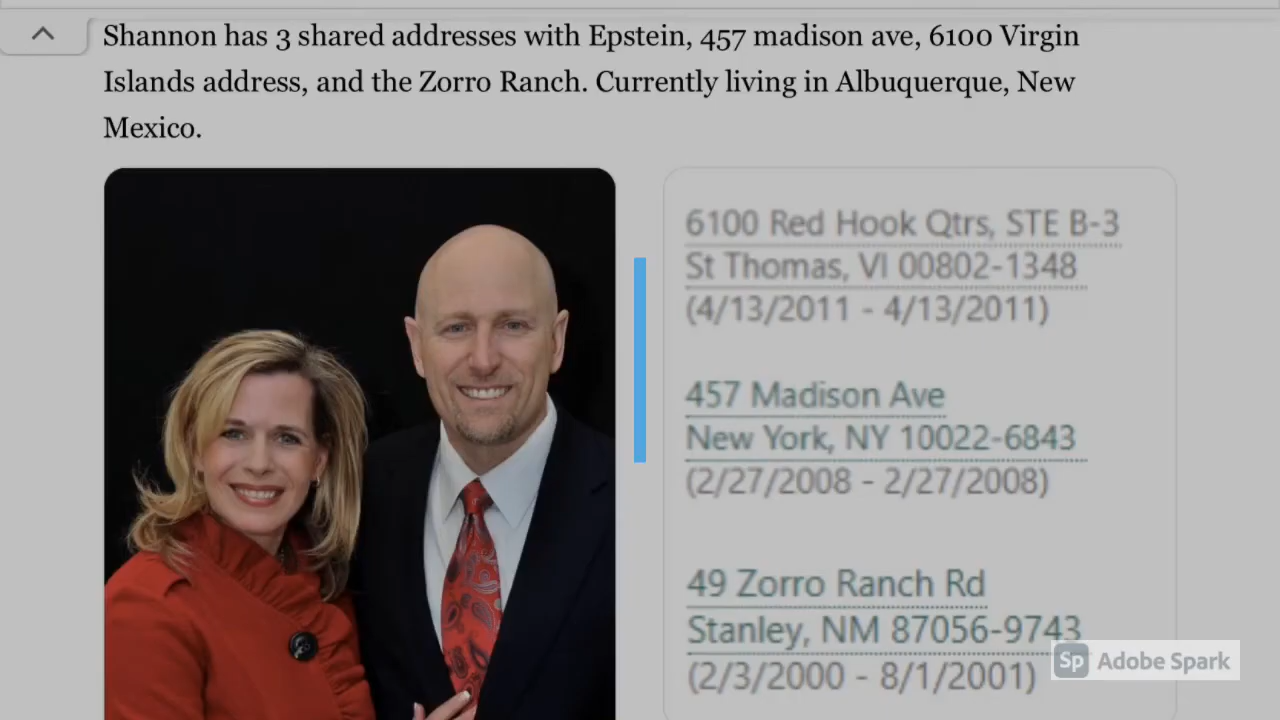 Shannon has 3 shared addresses with Epstein, 457 madison ave, 6100 Virgin
Islands address, and the Zorro Ranch. Currently living in Albuquerque, New
Mexico.
6100 Red Hook Qtrs, STE B-3
St Thomas, VI 00802-1348
(4/13/2011 - 4/13/2011)
457 Madison Ave
New York, NY 10022-6843
(2/27/2008 - 2/27/2008)
49 Zorro Ranch Rd
Stanley, NM 87056-9743
(2/3/2000 - 8/1/2001)
Sp Adobe Spark